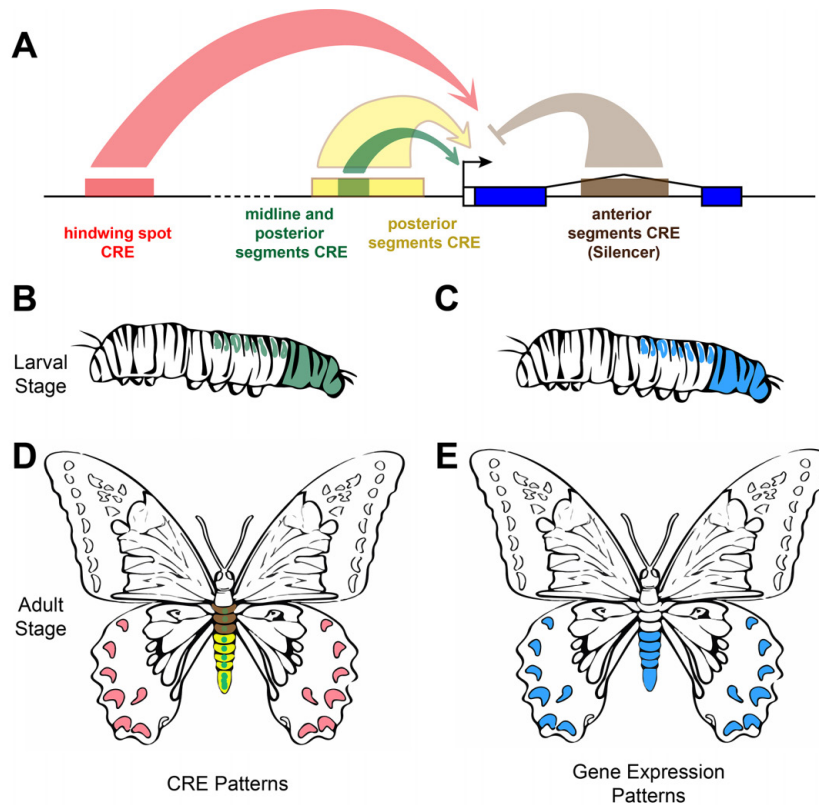 A
hindwing spot
CRE
midline and
posterior
segments CRE
posterior
segments CRE
anterior
segments CRE
(Silencer)
B
C
Larval
Stage
D
E
Adult
Stage
CRE Patterns
Gene Expression
Patterns